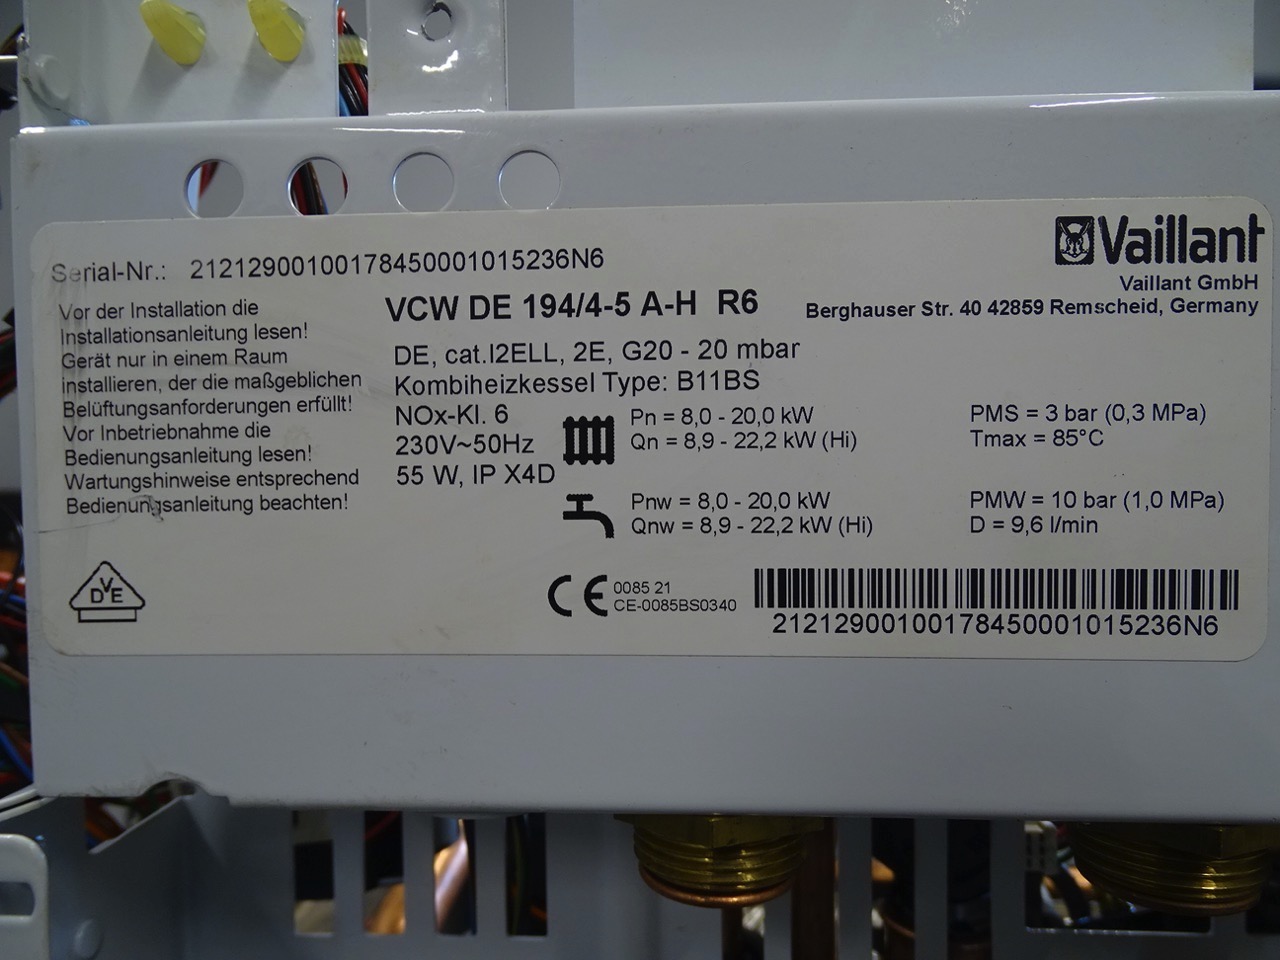 Vaillant
Vaillant GmbH
Berghauser Str. 40 42859 Remscheid, Germany
Serial-Nr.: 21212900100178450001015236N6
Vor der Installation die
Installationsanleitung lesen!
Gerät nur in einem Raum
installieren, der die maßgeblichen
Belüftungsanforderungen erfüllt!
Vor Inbetriebnahme die
Bedienungsanleitung lesen!
Wartungshinweise entsprechend
Bedienungsanleitung beachten!
VCW DE 194/4-5 A-H R6
DE, cat.I2ELL, 2E, G20 - 20 mbar
Kombiheizkessel Type: B11BS
NOx-Kl. 6
230V~50Hz
55 W, IP X4D
Pn = 8,0 - 20,0 kW
Qn = 8,9 - 22,2 kW (Hi)
PMS = 3 bar (0,3 MPa)
Tmax = 85°C
Pnw = 8,0 - 20,0 kW
Qnw = 8,9 - 22,2 kW (Hi)
PMW = 10 bar (1,0 MPa)
D = 9,6 l/min
DVE
CE 0085 21
CE-0085BS0340
21212900100178450001015236N6